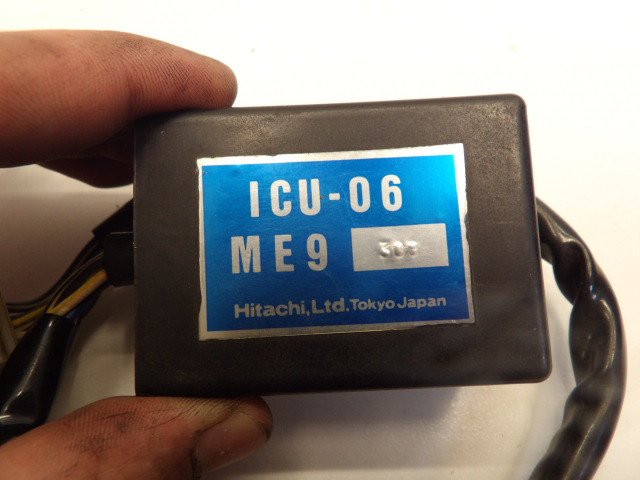 ICU-06
ME9
Hitachi, Ltd. Tokyo Japan